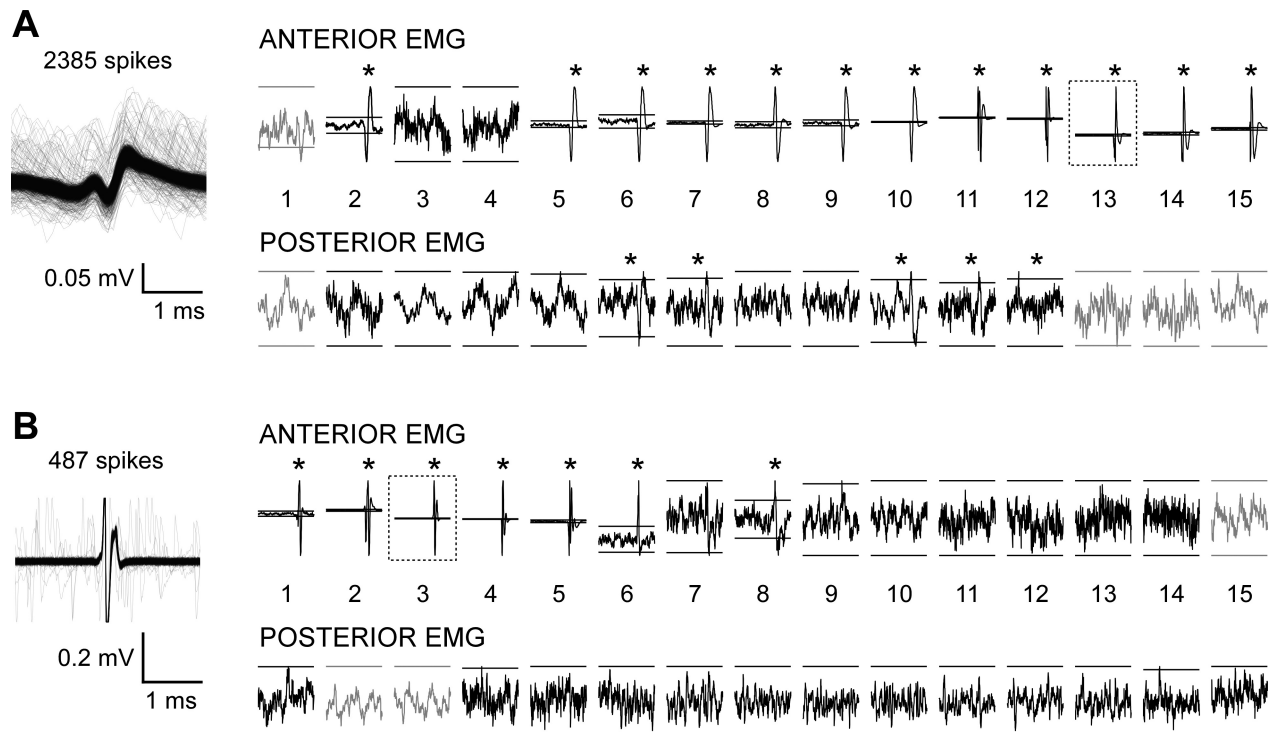 A
2385 spikes
0.05 mV
1 ms
ANTERIOR EMG
* * * * * * * * * * * *
1 2 3 4 5 6 7 8 9 10 11 12 13 14 15
POSTERIOR EMG
* * * * *
B
487 spikes
0.2 mV
1 ms
ANTERIOR EMG
* * * * * * *
1 2 3 4 5 6 7 8 9 10 11 12 13 14 15
POSTERIOR EMG